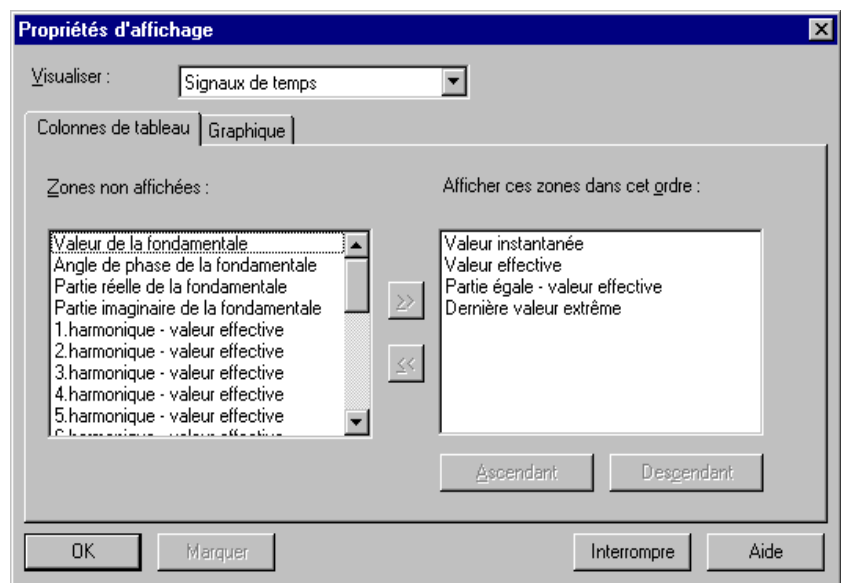 Propriétés d'affichage
Visualiser :
Signaux de temps
Colonnes de tableau
Graphique
Zones non affichées :
Valeur de la fondamentale
Angle de phase de la fondamentale
Partie réelle de la fondamentale
Partie imaginaire de la fondamentale
1.harmonique - valeur effective
2.harmonique - valeur effective
3.harmonique - valeur effective
4.harmonique - valeur effective
5.harmonique - valeur effective
6.harmonique - valeur effective
>>
<<
Afficher ces zones dans cet ordre :
Valeur instantanée
Valeur effective
Partie égale - valeur effective
Dernière valeur extrême
Ascendant
Descendant
OK
Marquer
Interrompre
Aide